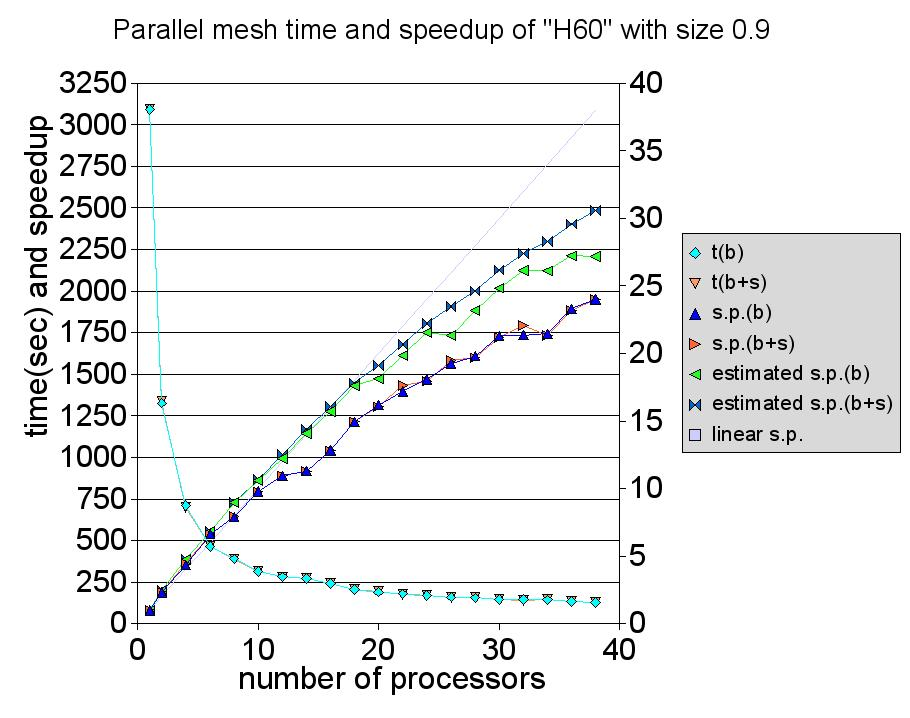 Parallel mesh time and speedup of "H60" with size 0.9
time(sec) and speedup
3250
3000
2750
2500
2250
2000
1750
1500
1250
1000
750
500
250
0
40
35
30
25
20
15
10
5
0
0 10 20 30 40
number of processors
t(b)
t(b+s)
s.p.(b)
s.p.(b+s)
estimated s.p.(b)
estimated s.p.(b+s)
linear s.p.